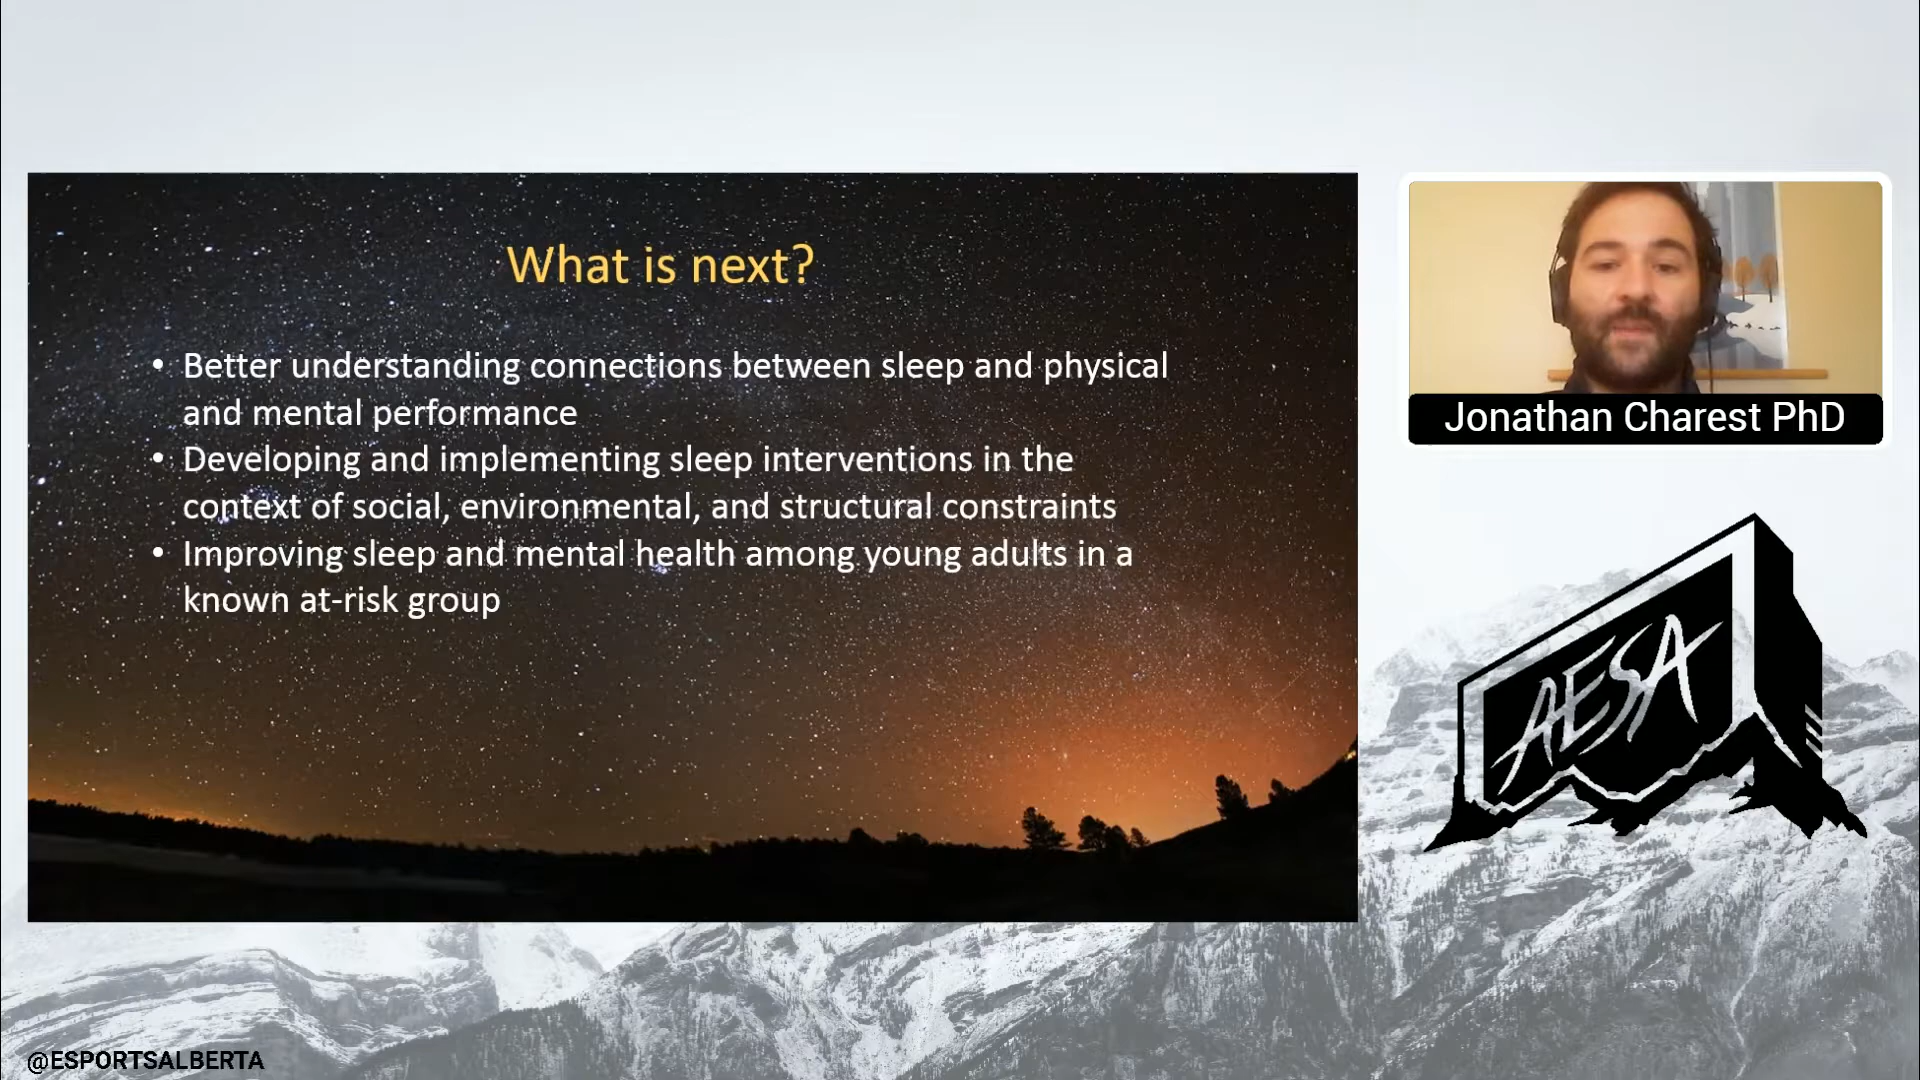 What is next?
• Better understanding connections between sleep and physical
and mental performance
• Developing and implementing sleep interventions in the
context of social, environmental, and structural constraints
• Improving sleep and mental health among young adults in a
known at-risk group
Jonathan Charest PhD
AESA
@ESPORTSALBERTA